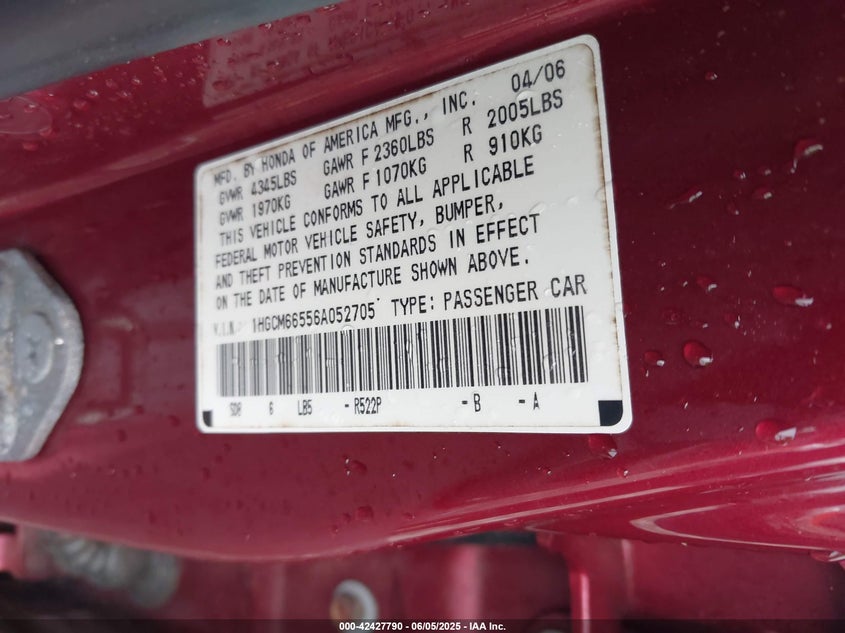 MFD. BY HONDA OF AMERICA MFG., INC. 04/06
GVWR 4345LBS GAWR F 2360LBS R 2005LBS
GVWR 1970KG GAWR F 1070KG R 910KG
THIS VEHICLE CONFORMS TO ALL APPLICABLE
FEDERAL MOTOR VEHICLE SAFETY, BUMPER,
AND THEFT PREVENTION STANDARDS IN EFFECT
ON THE DATE OF MANUFACTURE SHOWN ABOVE.
V.I.N. 1HGCM66556A052705 TYPE: PASSENGER CAR
SDR 6 LB5 - R522P - B - A
000-42427790 - 06/05/2025 - IAA Inc.